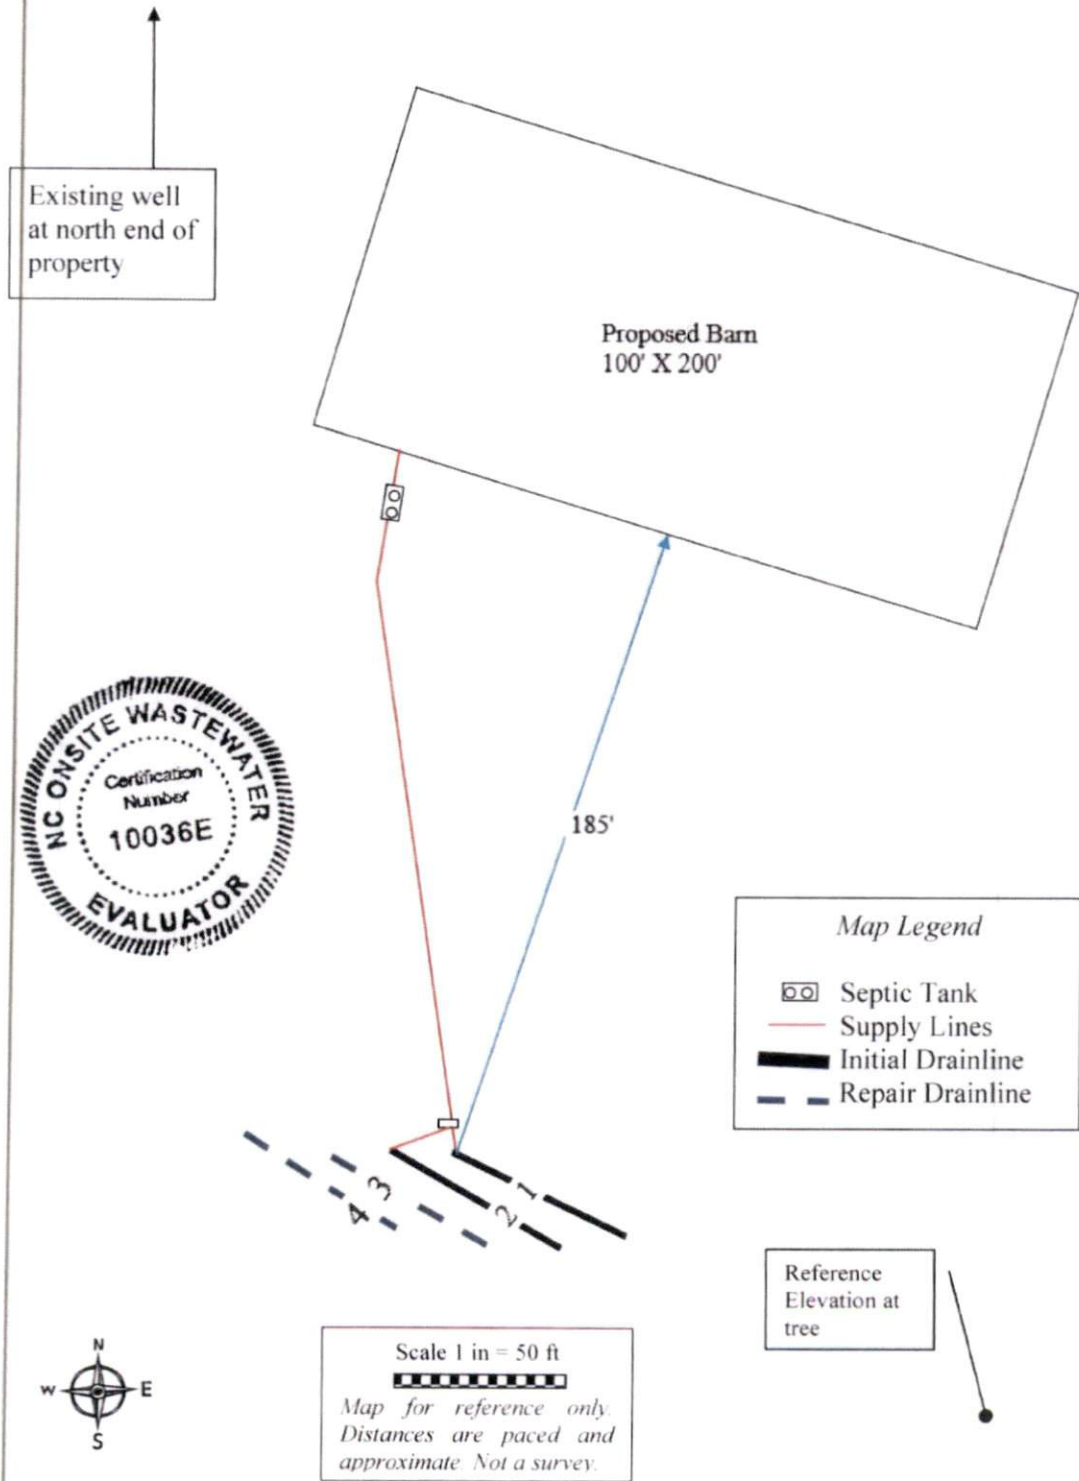 Existing well
at north end of
property
Proposed Barn
100' X 200'
NC ONSITE WASTEWATER
Certification
Number
10036E
EVALUATOR
185'
Map Legend
Septic Tank
Supply Lines
Initial Drainline
Repair Drainline
1
2
3
4
Reference
Elevation at
tree
N
W E
S
Scale 1 in = 50 ft
Map for reference only.
Distances are paced and
approximate. Not a survey.